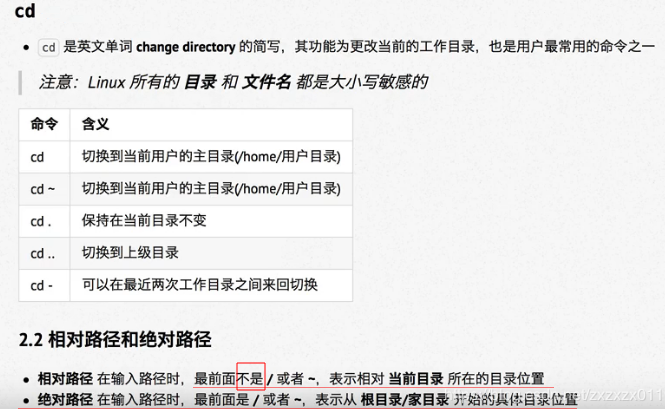 cd
cd 是英文单词 change directory 的简写，其功能为更改当前的工作目录，也是用户最常用的命令之一
注意：Linux 所有的 目录 和 文件名 都是大小写敏感的
命令 含义
cd 切换到当前用户的主目录(/home/用户目录)
cd ~ 切换到当前用户的主目录(/home/用户目录)
cd . 保持在当前目录不变
cd .. 切换到上级目录
cd - 可以在最近两次工作目录之间来回切换
2.2 相对路径和绝对路径
相对路径 在输入路径时，最前面不是 / 或者 ~，表示相对 当前目录 所在的目录位置
绝对路径 在输入路径时，最前面是 / 或者 ~，表示从 根目录/家目录 开始的具体目录位置